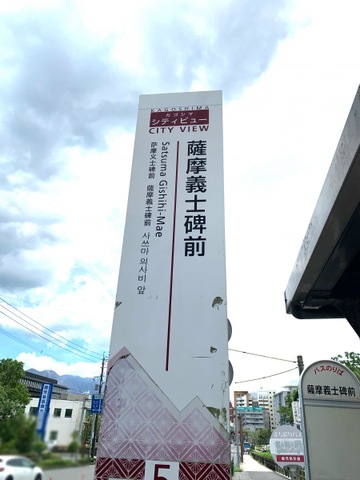 KAGOSHIMA
カゴシマ
シティビュー
CITY VIEW
薩摩義士碑前
Satsuma Gishihi-Mae
萨摩义士碑前 薩摩義士碑前 사쓰마 의사비 앞
5
バスのりば
薩摩義士碑前